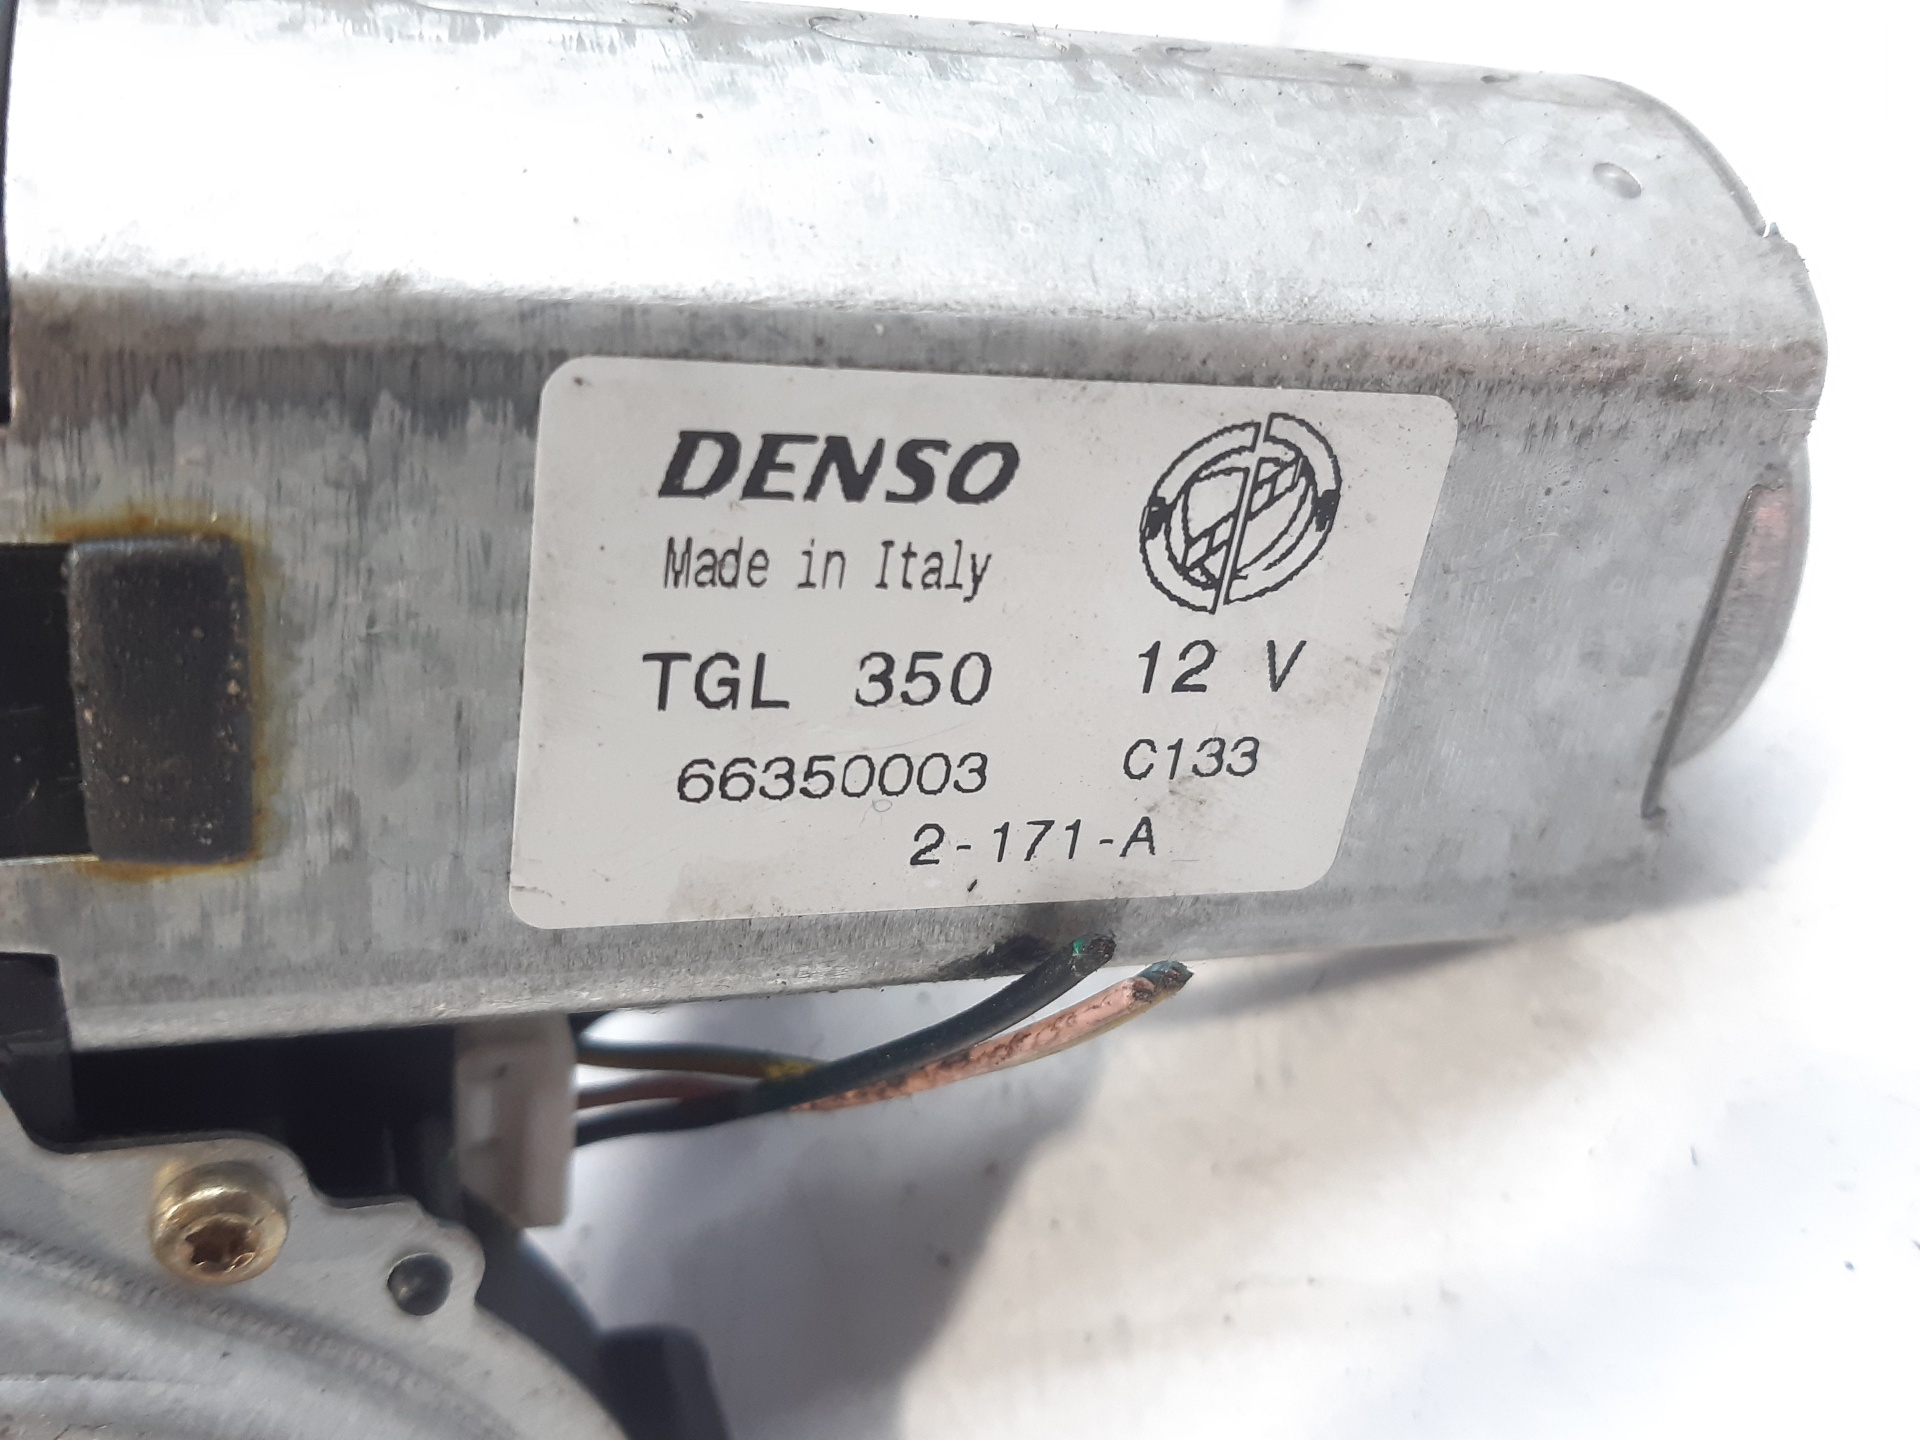 DENSO
Made in Italy
TGL 350 12 V
66350003 C133
2-171-A